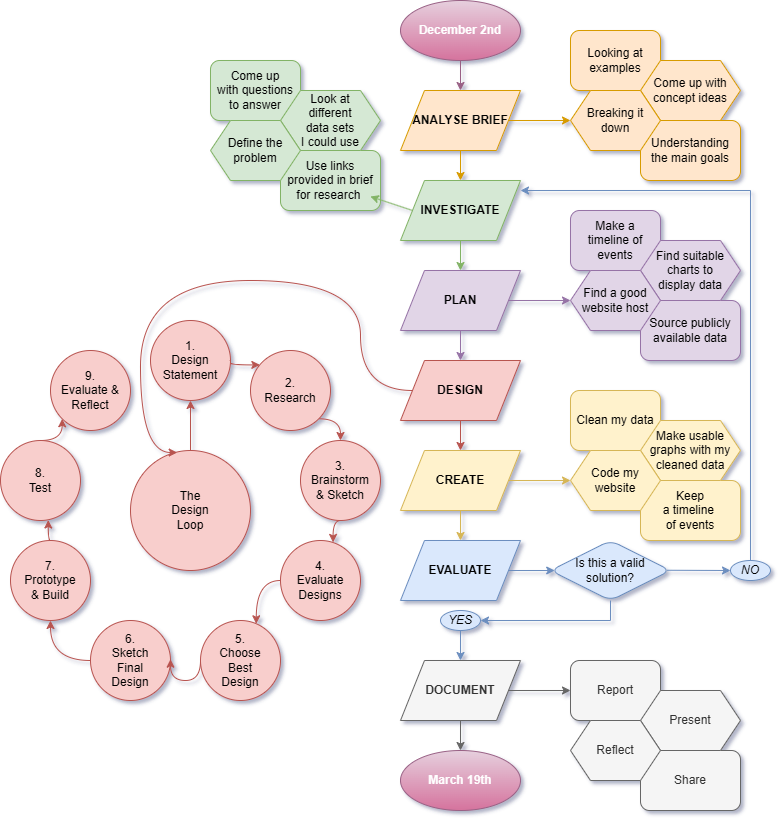 December 2nd
Looking at
examples
Come up with
concept ideas
ANALYSE BRIEF
Breaking it
down
Understanding
the main goals
Come up
with questions
to answer
Look at
different
data sets
I could use
Define the
problem
Use links
provided in brief
for research
INVESTIGATE
Make a
timeline of
events
Find suitable
charts to
display data
PLAN
Find a good
website host
Source publicly
available data
DESIGN
The
Design
Loop
1.
Design
Statement
2.
Research
3.
Brainstorm
& Sketch
4.
Evaluate
Designs
5.
Choose
Best
Design
6.
Sketch
Final
Design
7.
Prototype
& Build
8.
Test
9.
Evaluate &
Reflect
Clean my data
Make usable
graphs with my
cleaned data
CREATE
Code my
website
Keep
a timeline
of events
EVALUATE
Is this a valid
solution?
NO
YES
DOCUMENT
Report
Present
Reflect
Share
March 19th